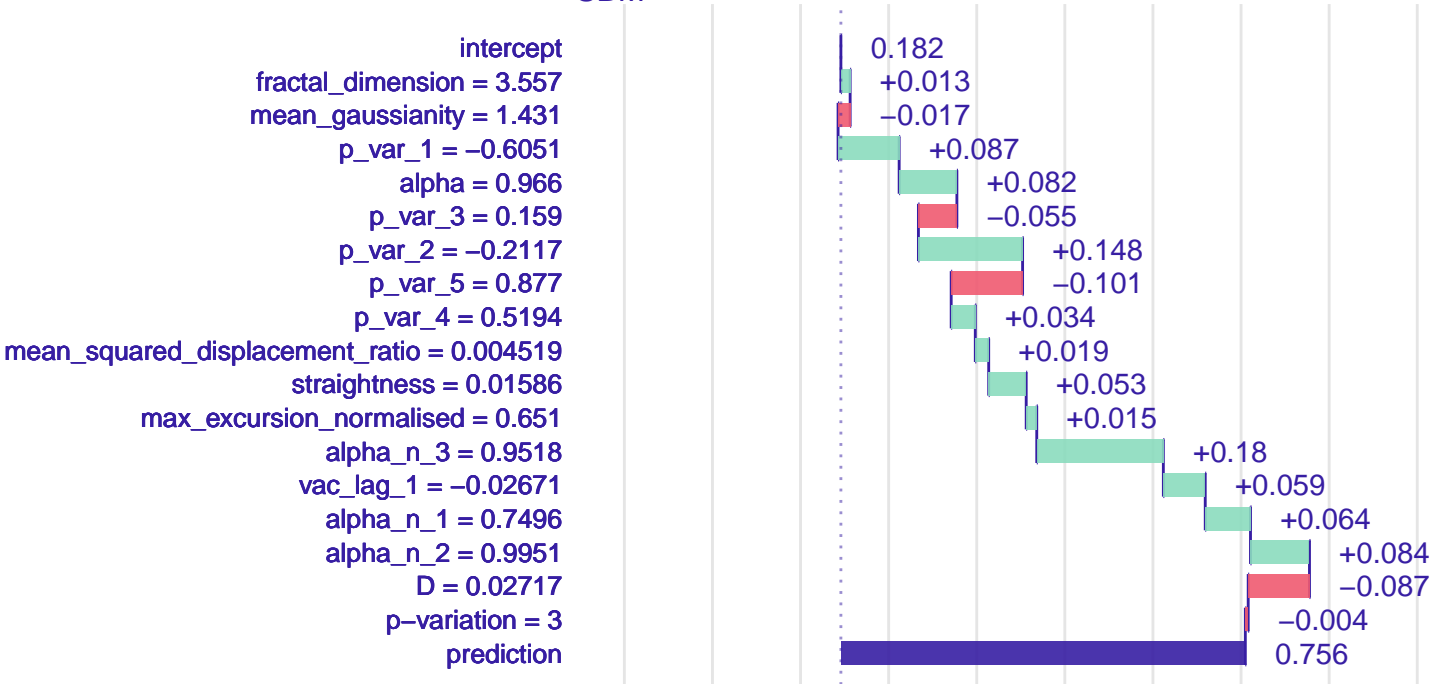 intercept 0.182
fractal_dimension = 3.557 +0.013
mean_gaussianity = 1.431 −0.017
p_var_1 = −0.6051 +0.087
alpha = 0.966 +0.082
p_var_3 = 0.159 −0.055
p_var_2 = −0.2117 +0.148
p_var_5 = 0.877 −0.101
p_var_4 = 0.5194 +0.034
mean_squared_displacement_ratio = 0.004519 +0.019
straightness = 0.01586 +0.053
max_excursion_normalised = 0.651 +0.015
alpha_n_3 = 0.9518 +0.18
vac_lag_1 = −0.02671 +0.059
alpha_n_1 = 0.7496 +0.064
alpha_n_2 = 0.9951 +0.084
D = 0.02717 −0.087
p−variation = 3 −0.004
prediction 0.756